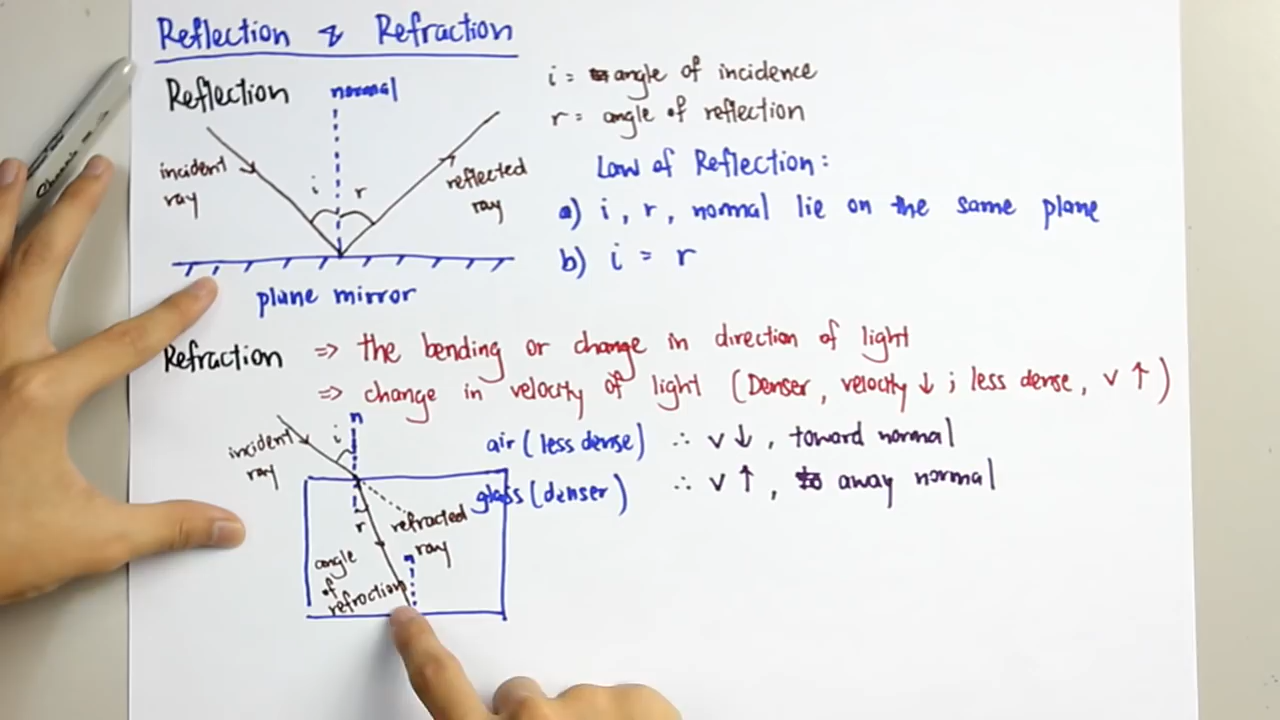 Reflection & Refraction
Reflection
normal
incident
ray
i
r
reflected
ray
plane mirror
i = angle of incidence
r = angle of reflection
Law of Reflection:
a) i, r, normal lie on the same plane
b) i = r
Refraction ⇒ the bending or change in direction of light
⇒ change in velocity of light (Denser, velocity ↓ ; less dense, v ↑)
n
incident
ray
i
air (less dense) ∴ v ↓, toward normal
glass (denser) ∴ v ↑, away normal
r
refracted
ray
n
angle
of
refraction